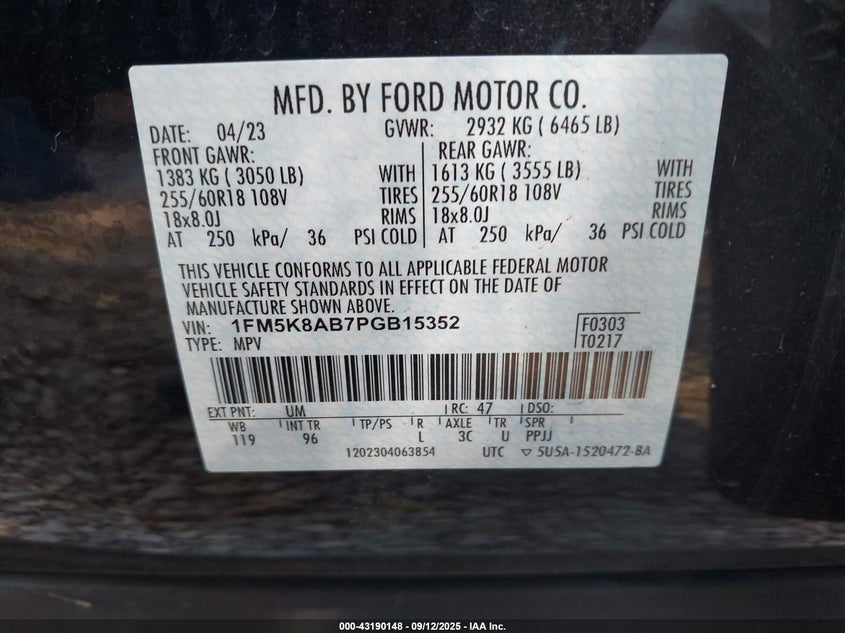 MFD. BY FORD MOTOR CO.
DATE: 04/23 GVWR: 2932 KG ( 6465 LB)
FRONT GAWR: REAR GAWR:
1383 KG ( 3050 LB) WITH 1613 KG ( 3555 LB) WITH
255/60R18 108V TIRES 255/60R18 108V TIRES
18x8.0J RIMS 18x8.0J RIMS
AT 250 kPa/ 36 PSI COLD AT 250 kPa/ 36 PSI COLD
THIS VEHICLE CONFORMS TO ALL APPLICABLE FEDERAL MOTOR
VEHICLE SAFETY STANDARDS IN EFFECT ON THE DATE OF
MANUFACTURE SHOWN ABOVE.
VIN: 1FM5K8AB7PGB15352 F0303
TYPE: MPV T0217
EXT PNT: UM RC: 47 DSO:
WB INT TR TP/PS R AXLE TR SPR
119 96 L 3C U PPJJ
1202304063854 UTC ▽ 5U5A-1520472-BA
000-43190148 - 09/12/2025 - IAA Inc.